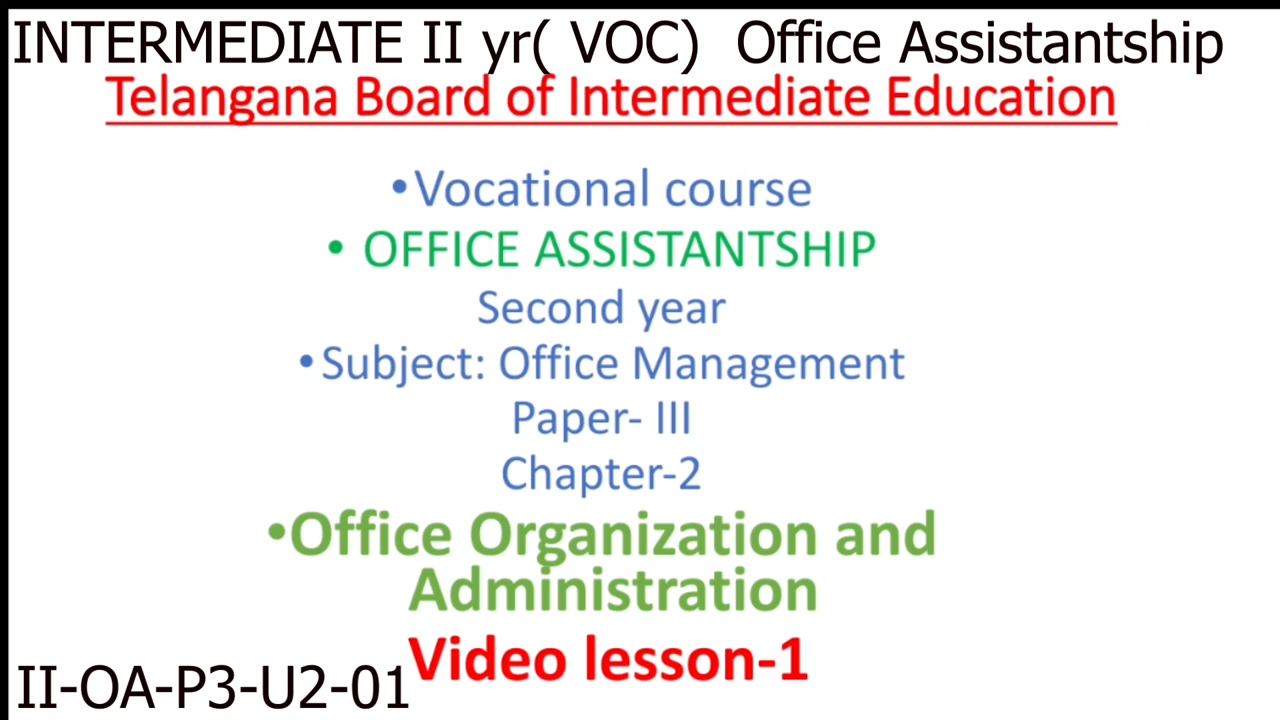 INTERMEDIATE II yr( VOC)  Office Assistantship
Telangana Board of Intermediate Education
•Vocational course
• OFFICE ASSISTANTSHIP
Second year
•Subject: Office Management
Paper- III
Chapter-2
•Office Organization and
Administration
Video lesson-1
II-OA-P3-U2-01